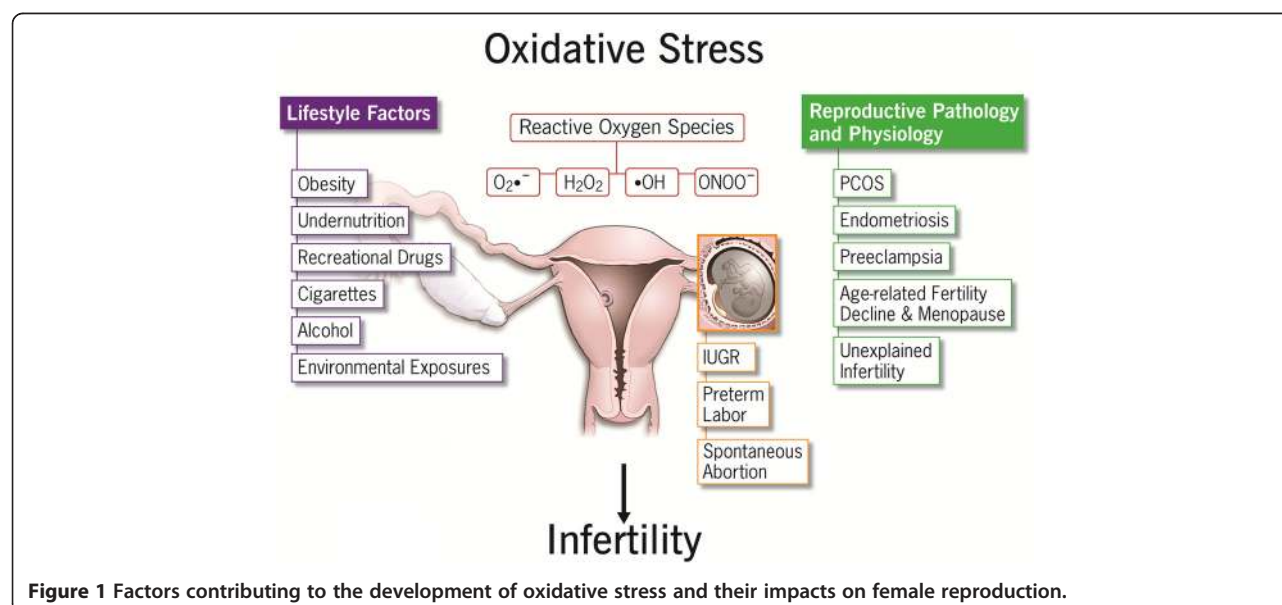 Oxidative Stress
Lifestyle Factors
Obesity
Undernutrition
Recreational Drugs
Cigarettes
Alcohol
Environmental Exposures
Reactive Oxygen Species
O₂•⁻
H₂O₂
•OH
ONOO⁻
IUGR
Preterm
Labor
Spontaneous
Abortion
Reproductive Pathology
and Physiology
PCOS
Endometriosis
Preeclampsia
Age-related Fertility
Decline & Menopause
Unexplained
Infertility
Infertility
Figure 1 Factors contributing to the development of oxidative stress and their impacts on female reproduction.